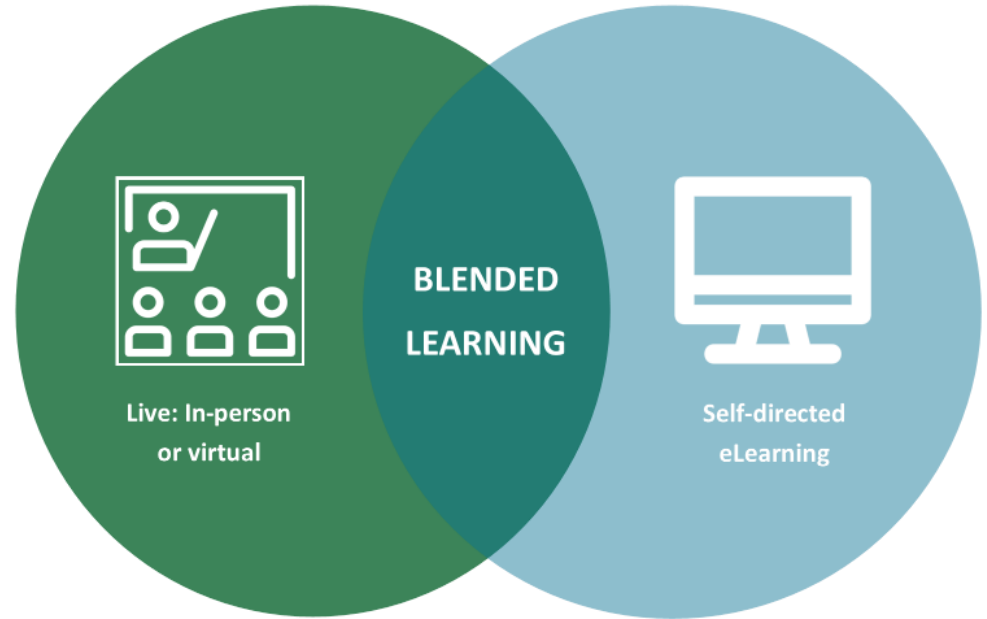 BLENDED
LEARNING
Live: In-person
or virtual
Self-directed
eLearning